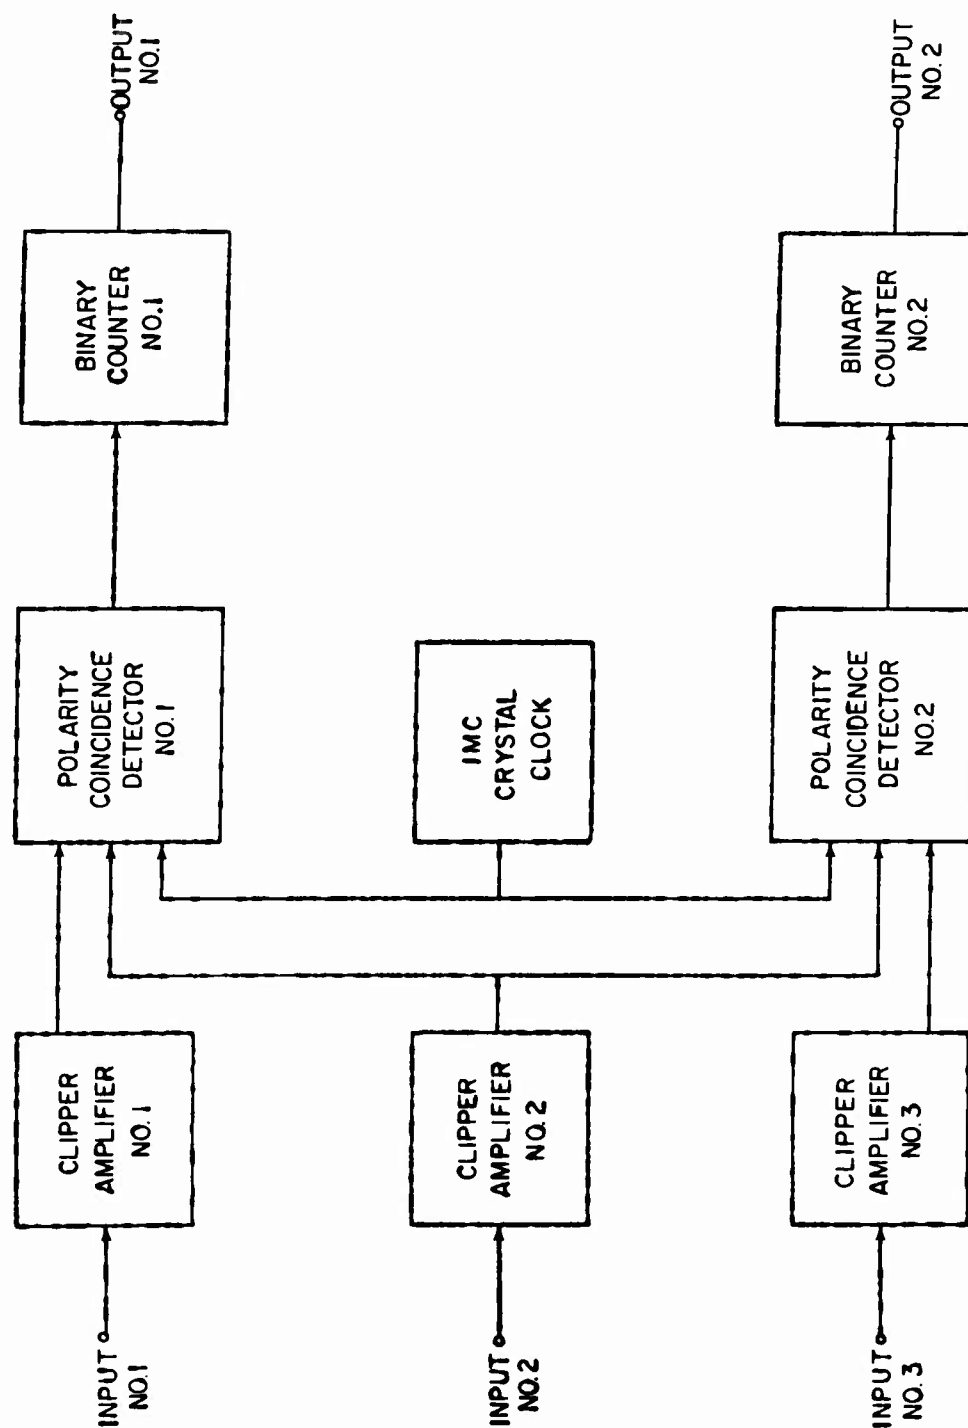 INPUT
NO.1
CLIPPER
AMPLIFIER
NO.1
POLARITY
COINCIDENCE
DETECTOR
NO.1
BINARY
COUNTER
NO.1
OUTPUT
NO.1
INPUT
NO.2
CLIPPER
AMPLIFIER
NO.2
1MC
CRYSTAL
CLOCK
INPUT
NO.3
CLIPPER
AMPLIFIER
NO.3
POLARITY
COINCIDENCE
DETECTOR
NO.2
BINARY
COUNTER
NO.2
OUTPUT
NO.2